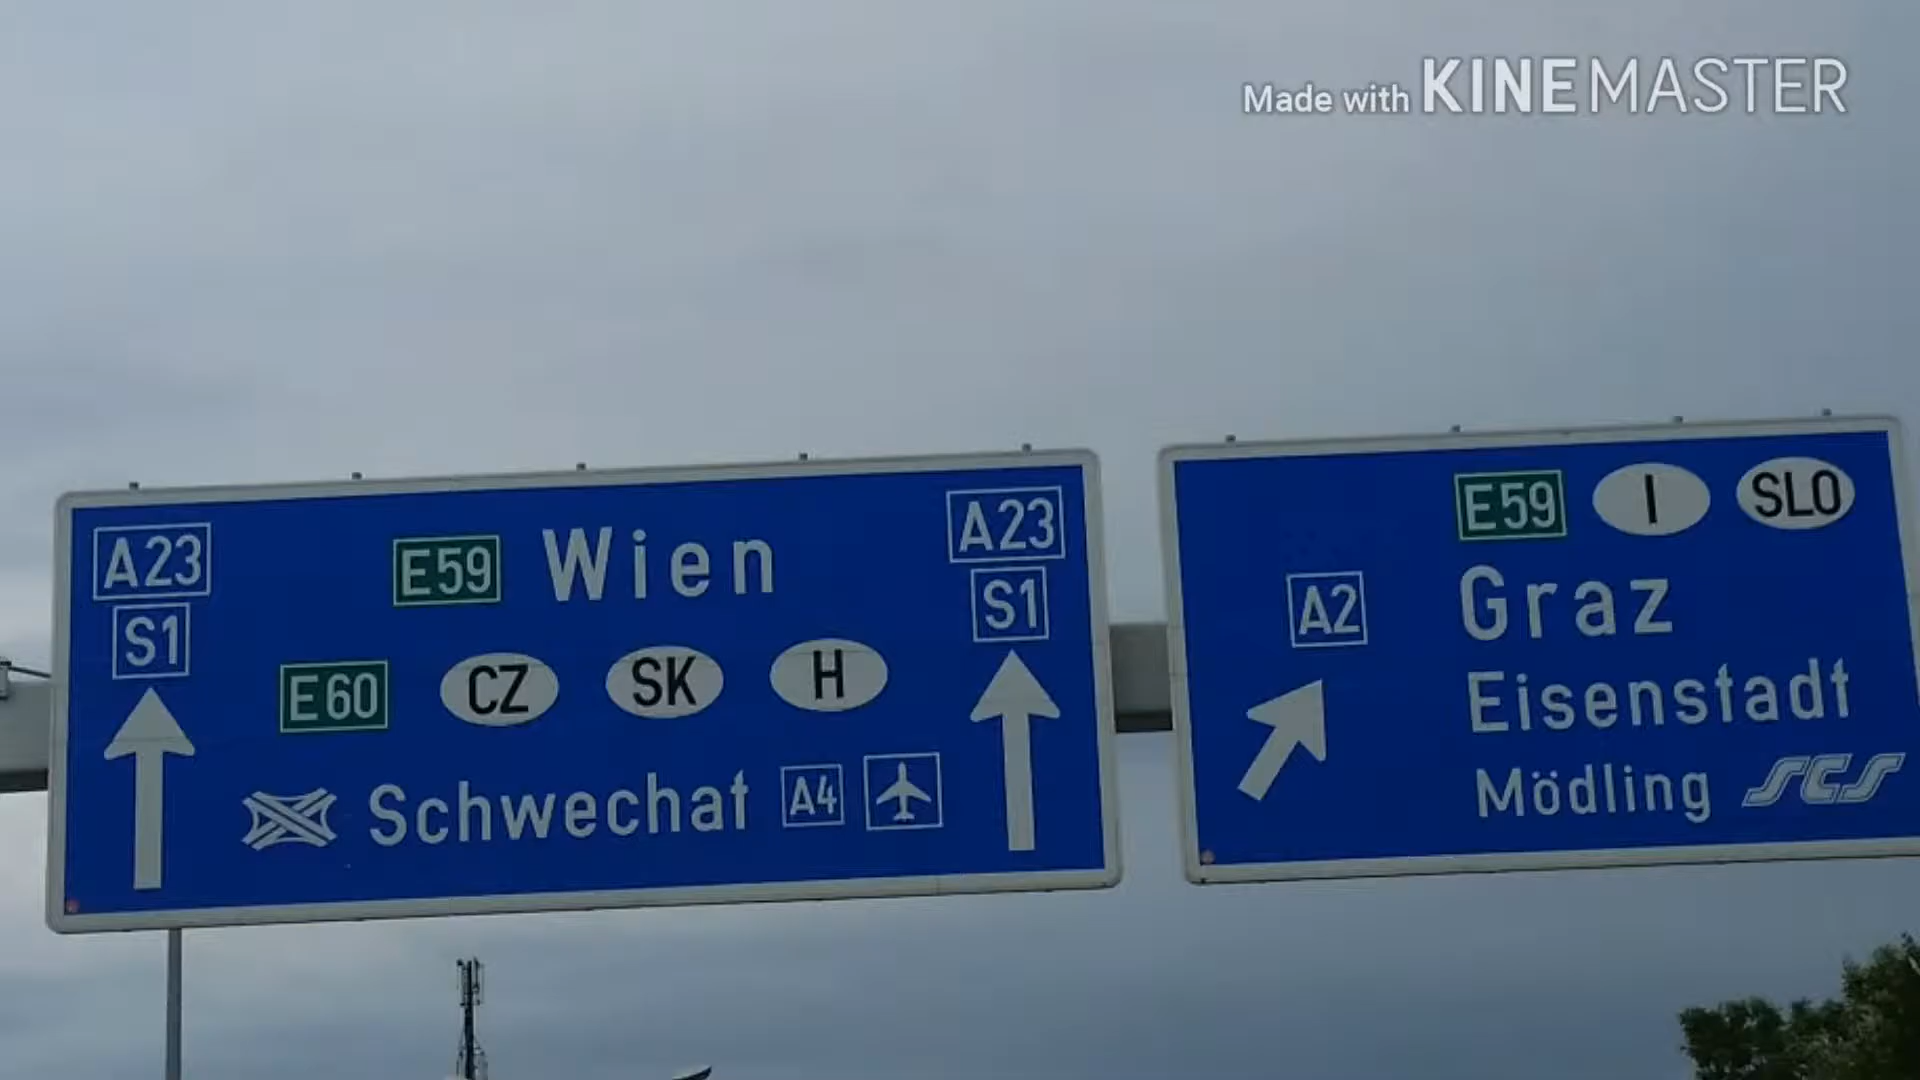 Made with KINEMASTER
A23
S1
E59 Wien
E60 CZ SK H
Schwechat A4
A23
S1
E59 I SLO
A2
Graz
Eisenstadt
Mödling SCS